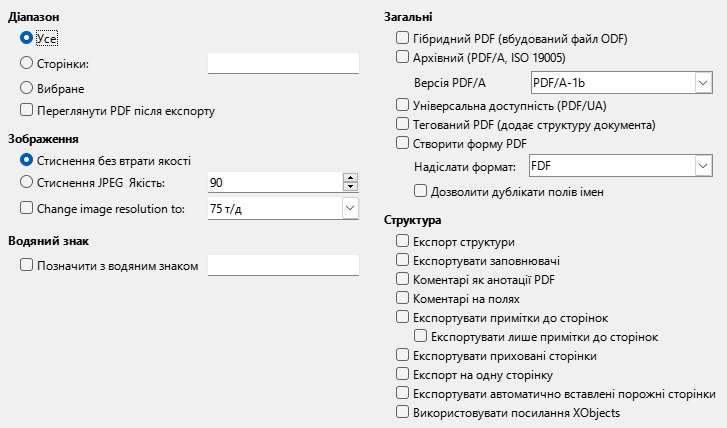 Діапазон
Усе
Сторінки:
Вибране
Переглянути PDF після експорту
Зображення
Стиснення без втрати якості
Стиснення JPEG Якість: 90
Change image resolution to: 75 т/д
Водяний знак
Позначити з водяним знаком
Загальні
Гібридний PDF (вбудований файл ODF)
Архівний (PDF/A, ISO 19005)
Версія PDF/A PDF/A-1b
Універсальна доступність (PDF/UA)
Тегований PDF (додає структуру документа)
Створити форму PDF
Надіслати формат: FDF
Дозволити дублікати полів імен
Структура
Експорт структури
Експортувати заповнювачі
Коментарі як анотації PDF
Коментарі на полях
Експортувати примітки до сторінок
Експортувати лише примітки до сторінок
Експортувати приховані сторінки
Експорт на одну сторінку
Експортувати автоматично вставлені порожні сторінки
Використовувати посилання XObjects